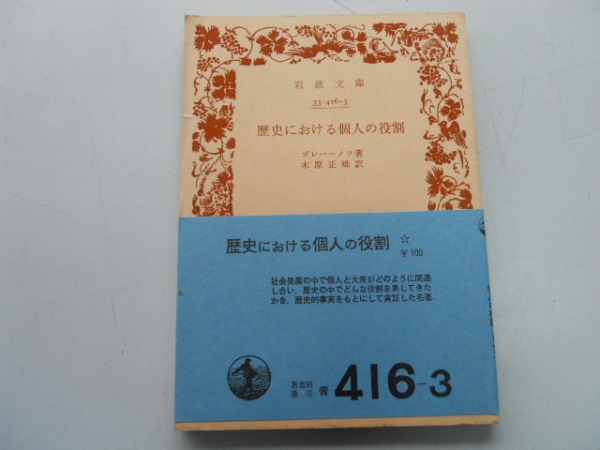 岩波文庫
33-416-3
歴史における個人の役割
プレハーノフ著
木原正雄訳
歴史における個人の役割 ☆
￥100
社会発展の中で個人と大衆がどのように関連
し合い、歴史の中でどんな役割を果してきた
かを、歴史的事実をもとにして実証した名著.
著者別
番号 青 416-3